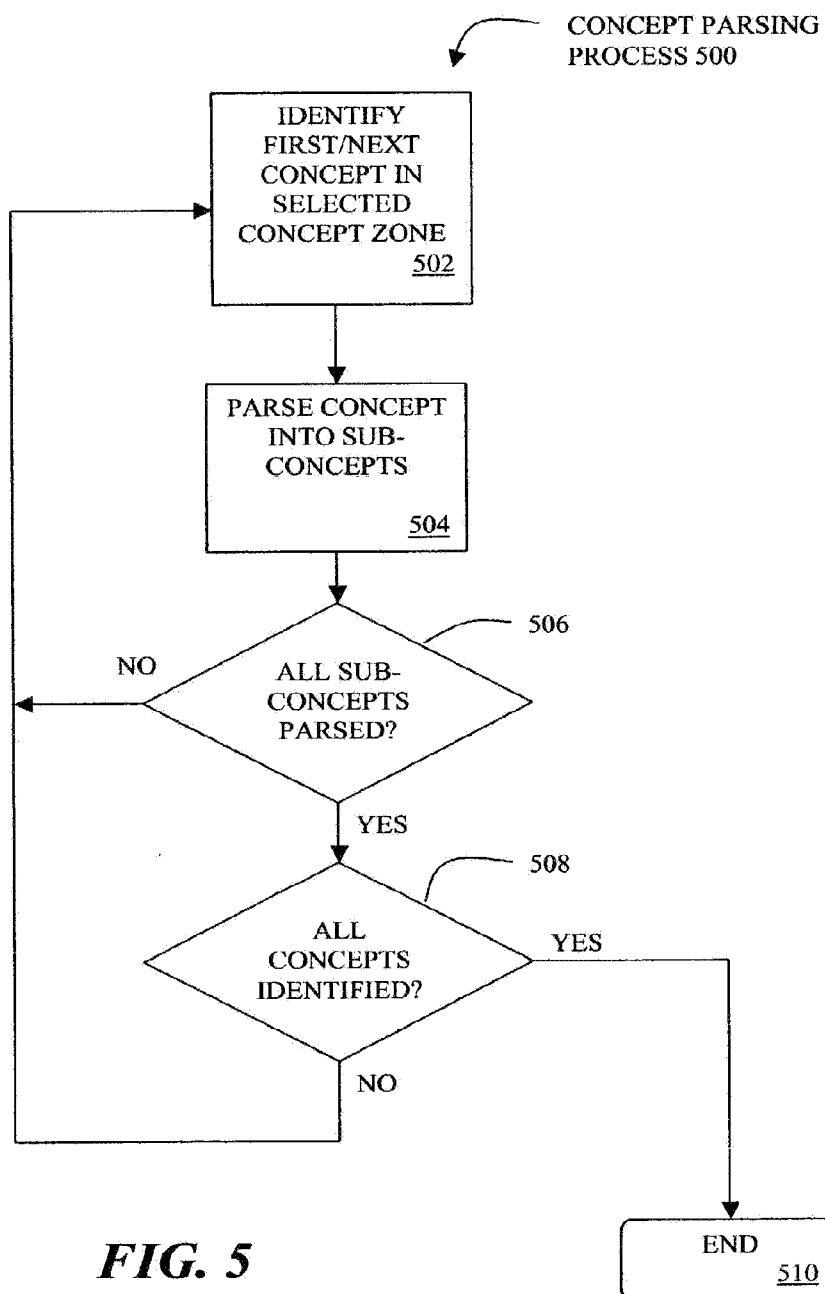 CONCEPT PARSING
PROCESS 500
IDENTIFY
FIRST/NEXT
CONCEPT IN
SELECTED
CONCEPT ZONE
502
PARSE CONCEPT
INTO SUB-
CONCEPTS
504
506
NO
ALL SUB-
CONCEPTS
PARSED?
YES
508
ALL
CONCEPTS
IDENTIFIED?
YES
NO
END
510
FIG. 5